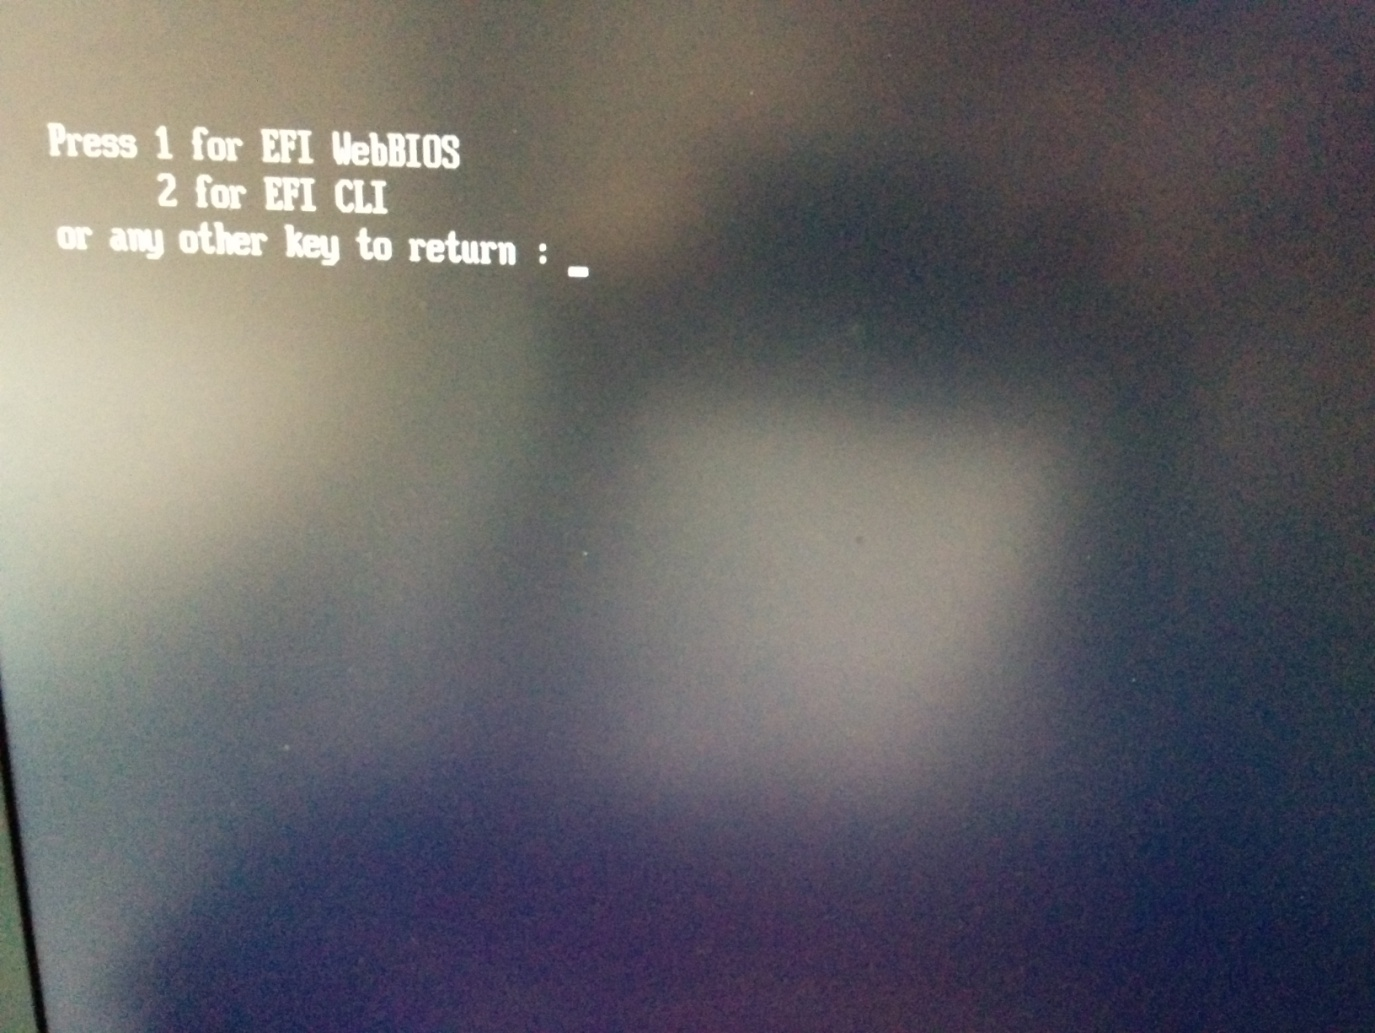 Press 1 for EFI WebBIOS
2 for EFI CLI
or any other key to return : _